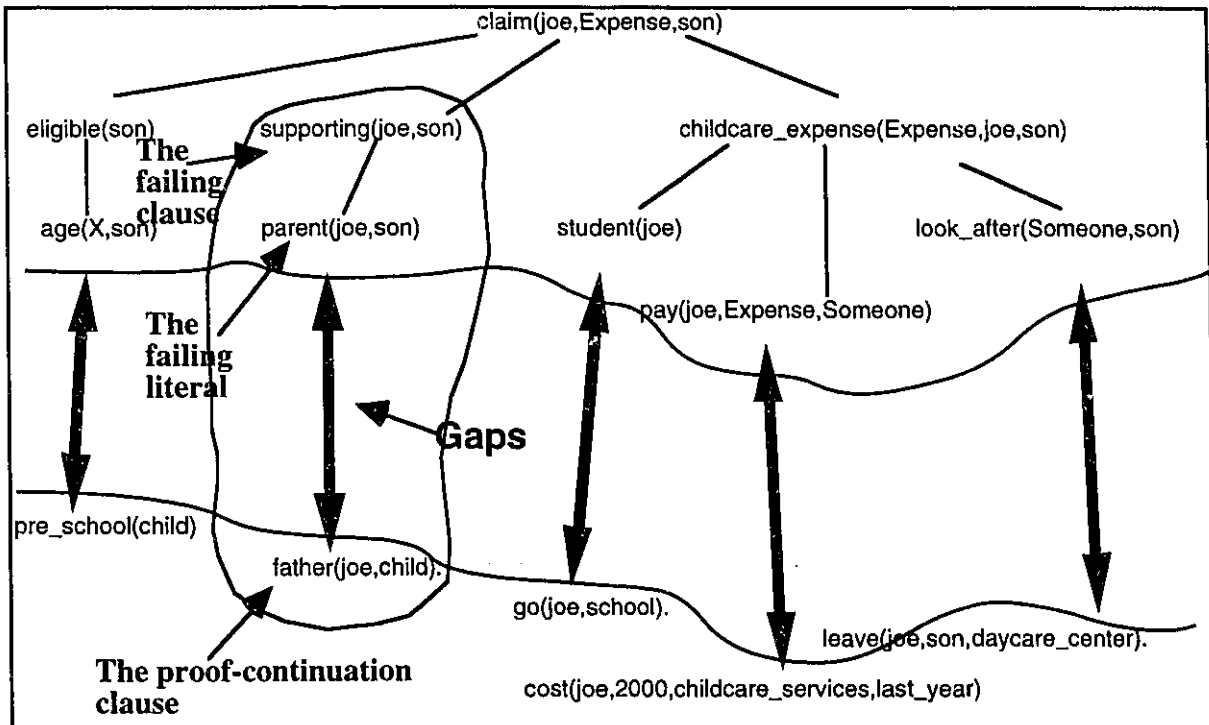 claim(joe,Expense,son)
eligible(son)
supporting(joe,son)
childcare_expense(Expense,joe,son)
The
failing
clause
age(X,son)
parent(joe,son)
student(joe)
look_after(Someone,son)
pay(joe,Expense,Someone)
The
failing
literal
Gaps
pre_school(child)
father(joe,child).
go(joe,school).
leave(joe,son,daycare_center).
The proof-continuation
clause
cost(joe,2000,childcare_services,last_year)